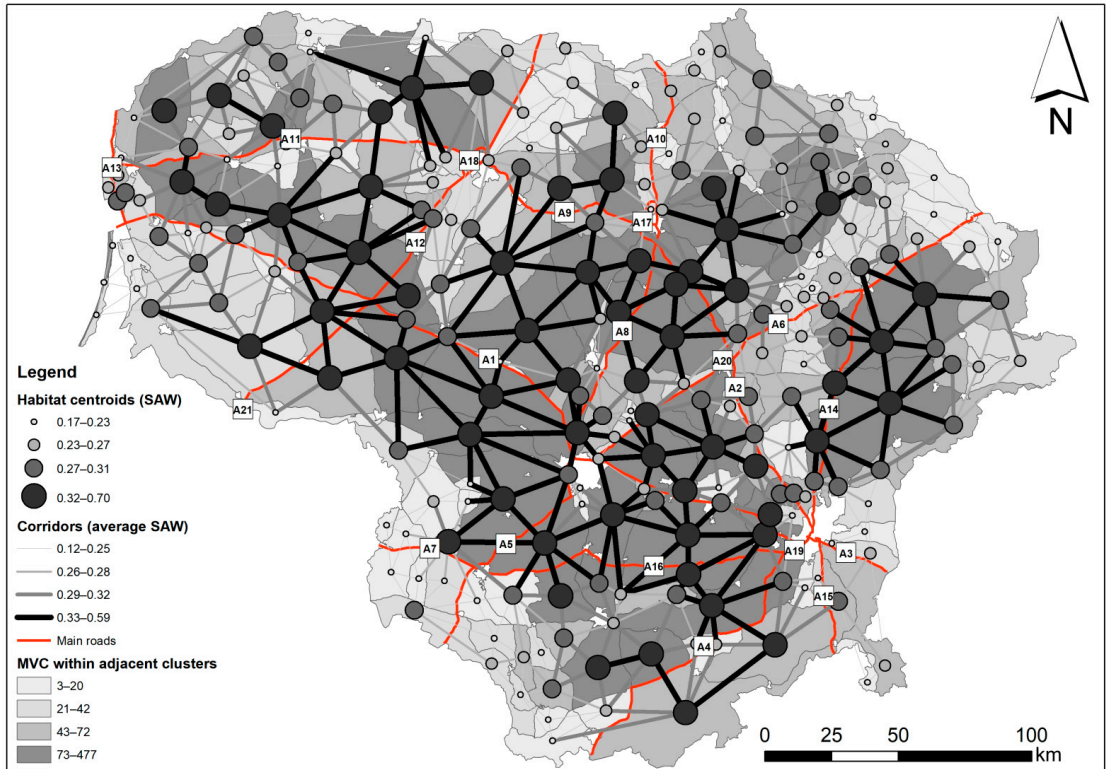 N
A10
A11
A18
A13
A9
A17
A12
A6
A8
A1
A20
A2
A21
A14
A7
A5
A19
A3
A16
A15
A4
Legend
Habitat centroids (SAW)
0.17–0.23
0.23–0.27
0.27–0.31
0.32–0.70
Corridors (average SAW)
0.12–0.25
0.26–0.28
0.29–0.32
0.33–0.59
Main roads
MVC within adjacent clusters
3–20
21–42
43–72
73–477
0 25 50 100
km